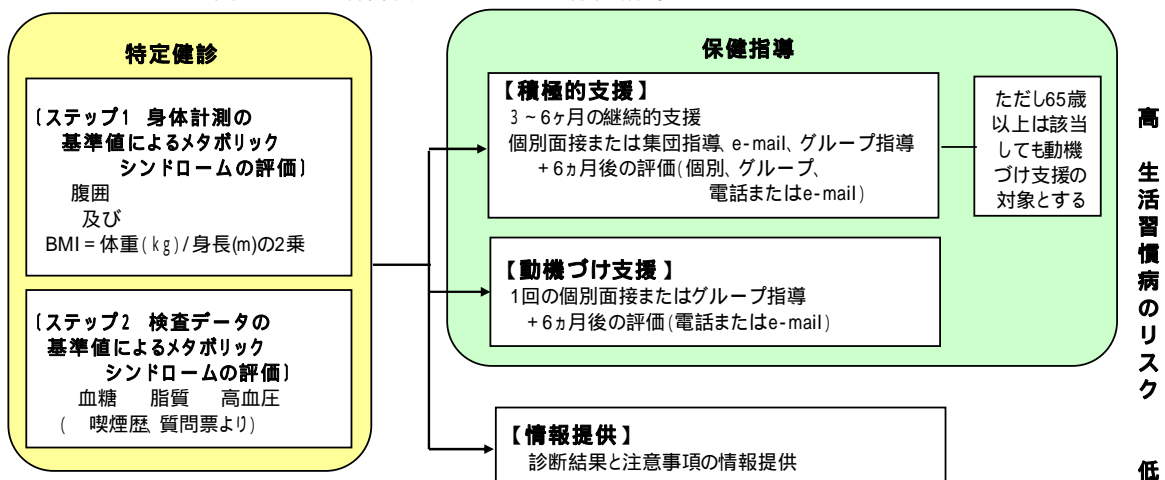 特定健診
〔ステップ1 身体計測の
基準値によるメタボリック
シンドロームの評価〕
腹囲
及び
BMI=体重(kg)/身長(m)の2乗
〔ステップ2 検査データの
基準値によるメタボリック
シンドロームの評価〕
血糖 脂質 高血圧
( 喫煙歴、質問票より)
保健指導
【積極的支援】
3~6ヶ月の継続的支援
個別面接または集団指導、e-mail、グループ指導
+6ヵ月後の評価(個別、グループ、
電話またはe-mail)
ただし65歳
以上は該当
しても動機
づけ支援の
対象とする
【動機づけ支援】
1回の個別面接またはグループ指導
+6ヵ月後の評価(電話またはe-mail)
【情報提供】
診断結果と注意事項の情報提供
高 生活習慣病のリスク 低